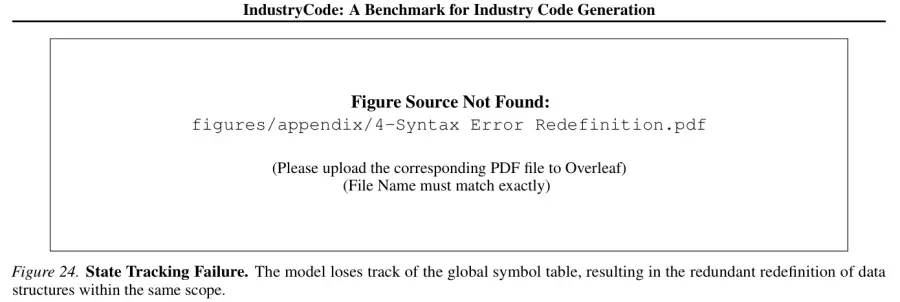 IndustryCode: A Benchmark for Industry Code Generation
Figure Source Not Found:
figures/appendix/4-Syntax Error Redefinition.pdf
(Please upload the corresponding PDF file to Overleaf)
(File Name must match exactly)
Figure 24. State Tracking Failure. The model loses track of the global symbol table, resulting in the redundant redefinition of data
structures within the same scope.